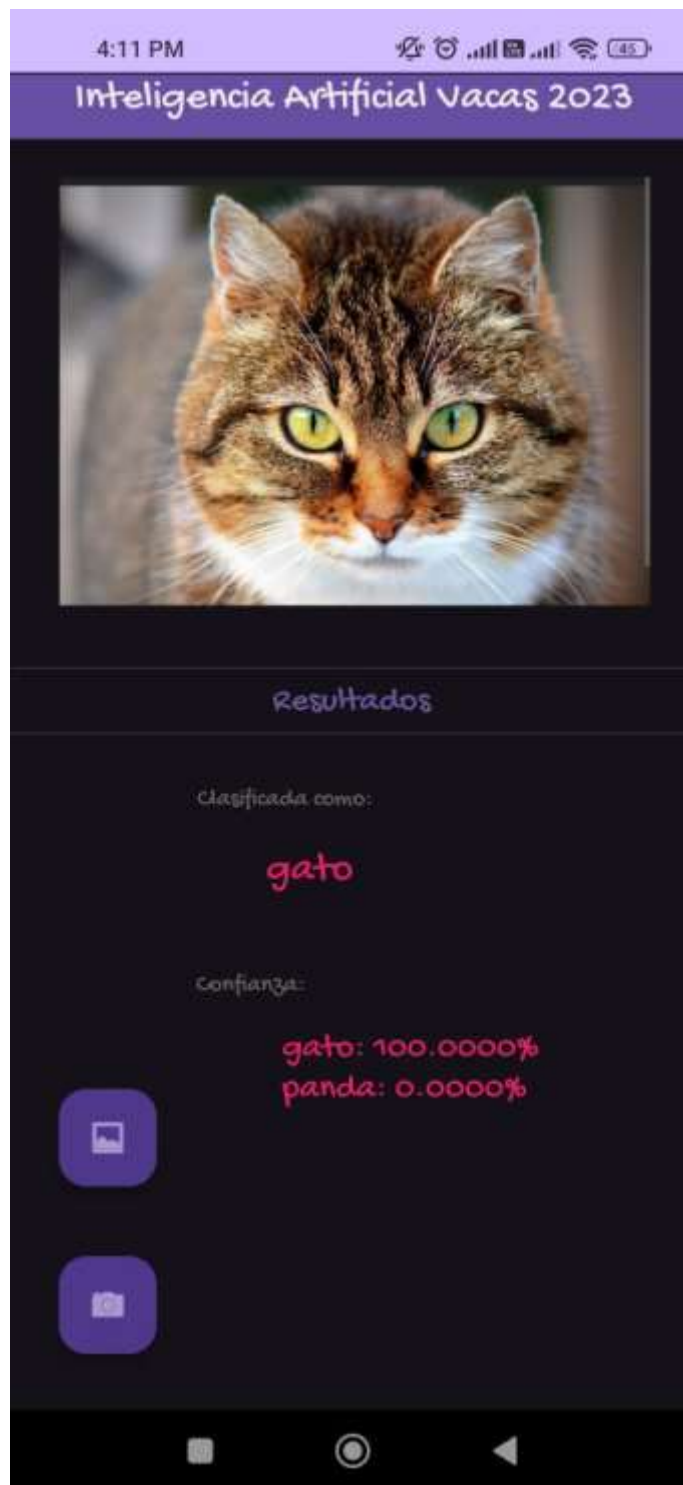 4:11 PM 45
Inteligencia Artificial Vacas 2023
Resultados
Clasificada como:
gato
Confianza:
gato: 100.0000%
panda: 0.0000%